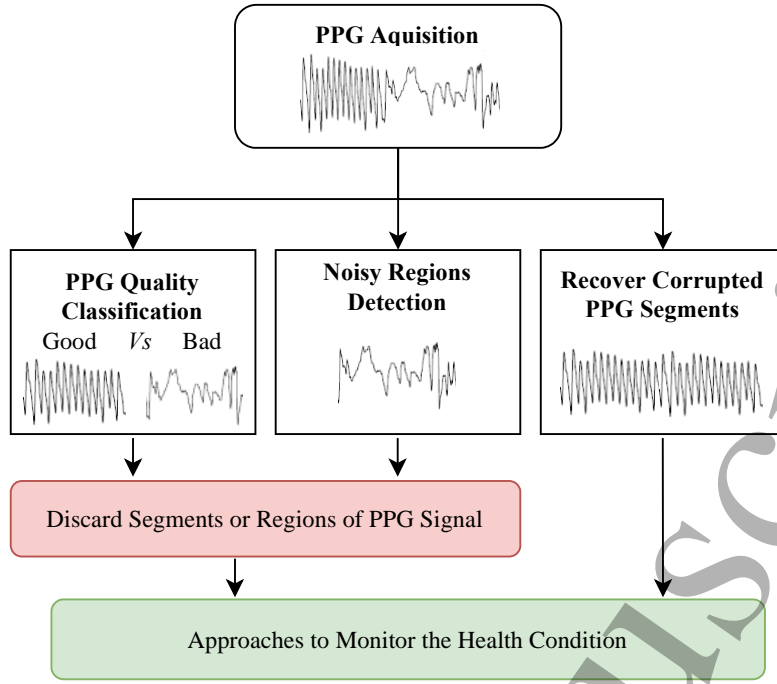 PPG Aquisition
PPG Quality
Classification
Good Vs Bad
Noisy Regions
Detection
Recover Corrupted
PPG Segments
Discard Segments or Regions of PPG Signal
Approaches to Monitor the Health Condition